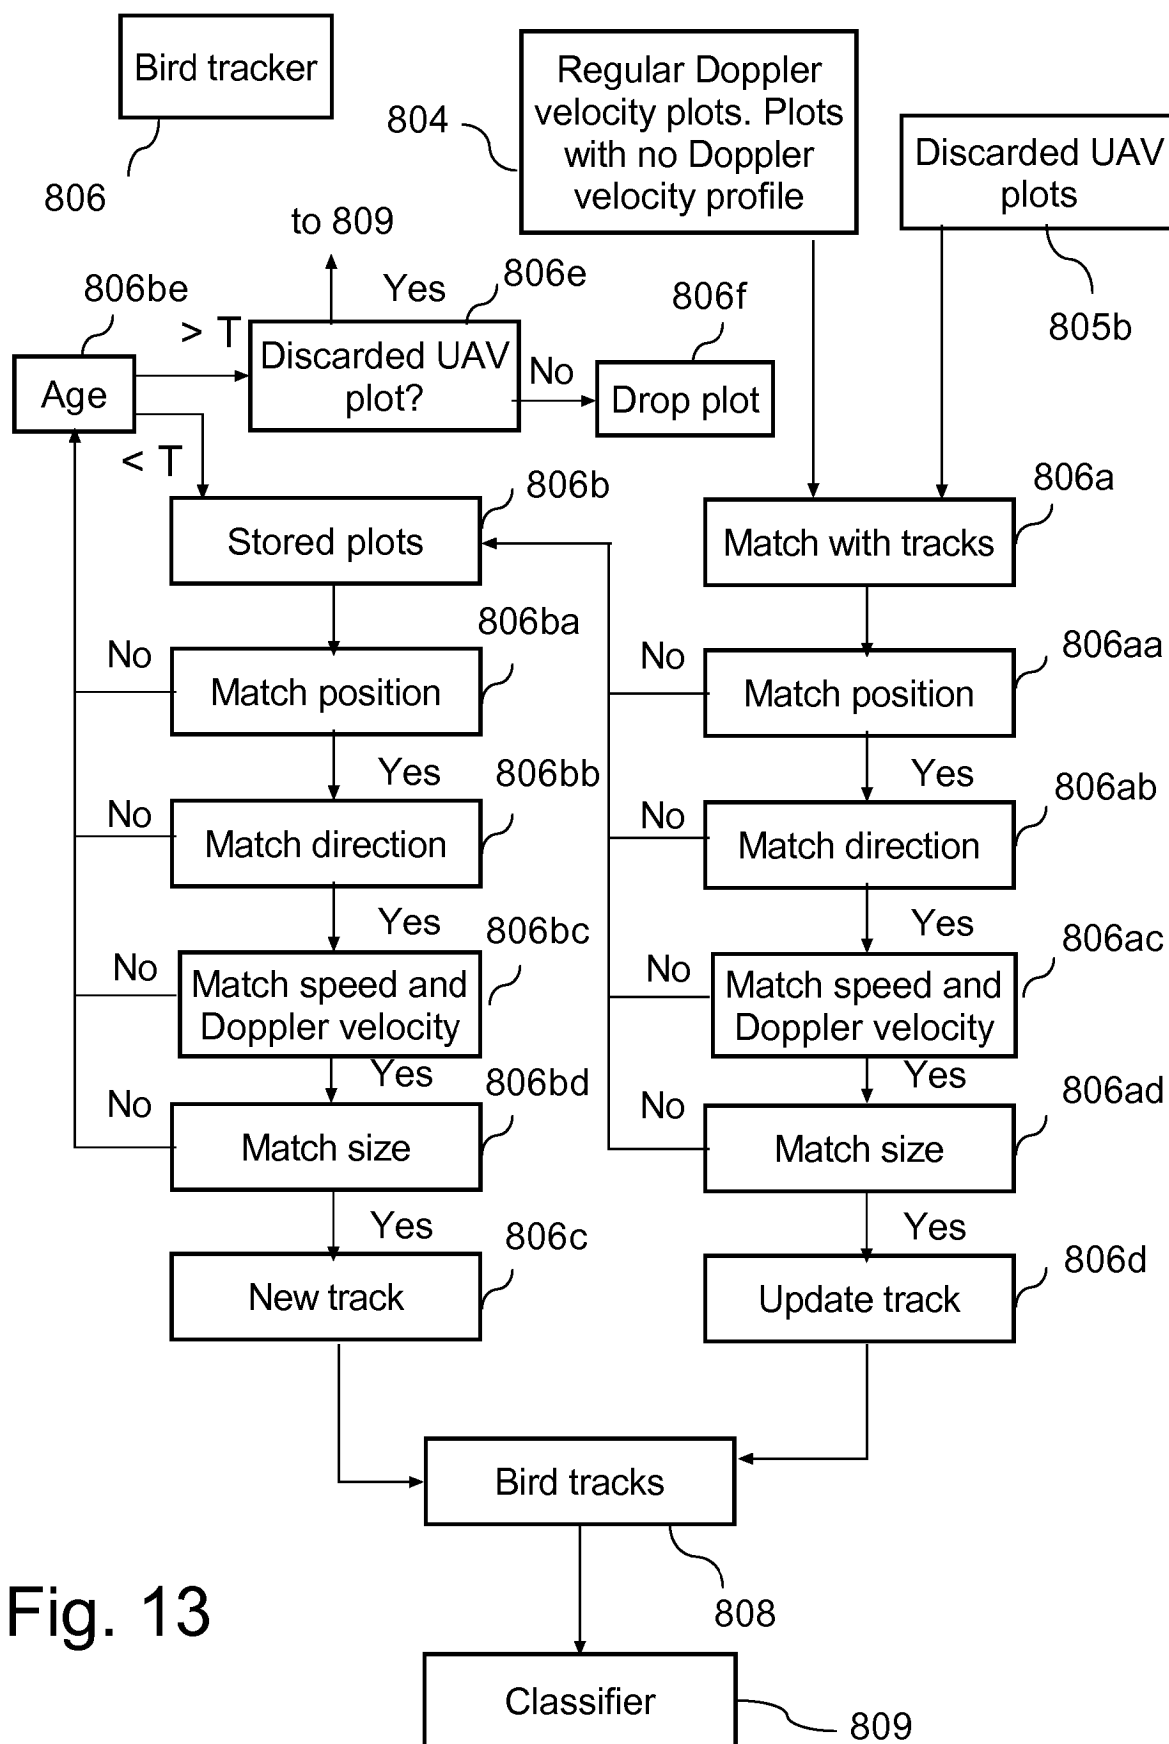 Bird tracker
806
Regular Doppler
velocity plots. Plots
with no Doppler
velocity profile
804
Discarded UAV
plots
805b
to 809
Yes
806e
806be
> T
Age
< T
Discarded UAV
plot?
No
806f
Drop plot
806b
Stored plots
806a
Match with tracks
806ba
No
Match position
Yes
806aa
No
Match position
Yes
806bb
No
Match direction
Yes
806ab
No
Match direction
Yes
806bc
No
Match speed and
Doppler velocity
Yes
806ac
No
Match speed and
Doppler velocity
Yes
806bd
No
Match size
Yes
806ad
No
Match size
Yes
806c
New track
806d
Update track
Bird tracks
808
Fig. 13
Classifier
809